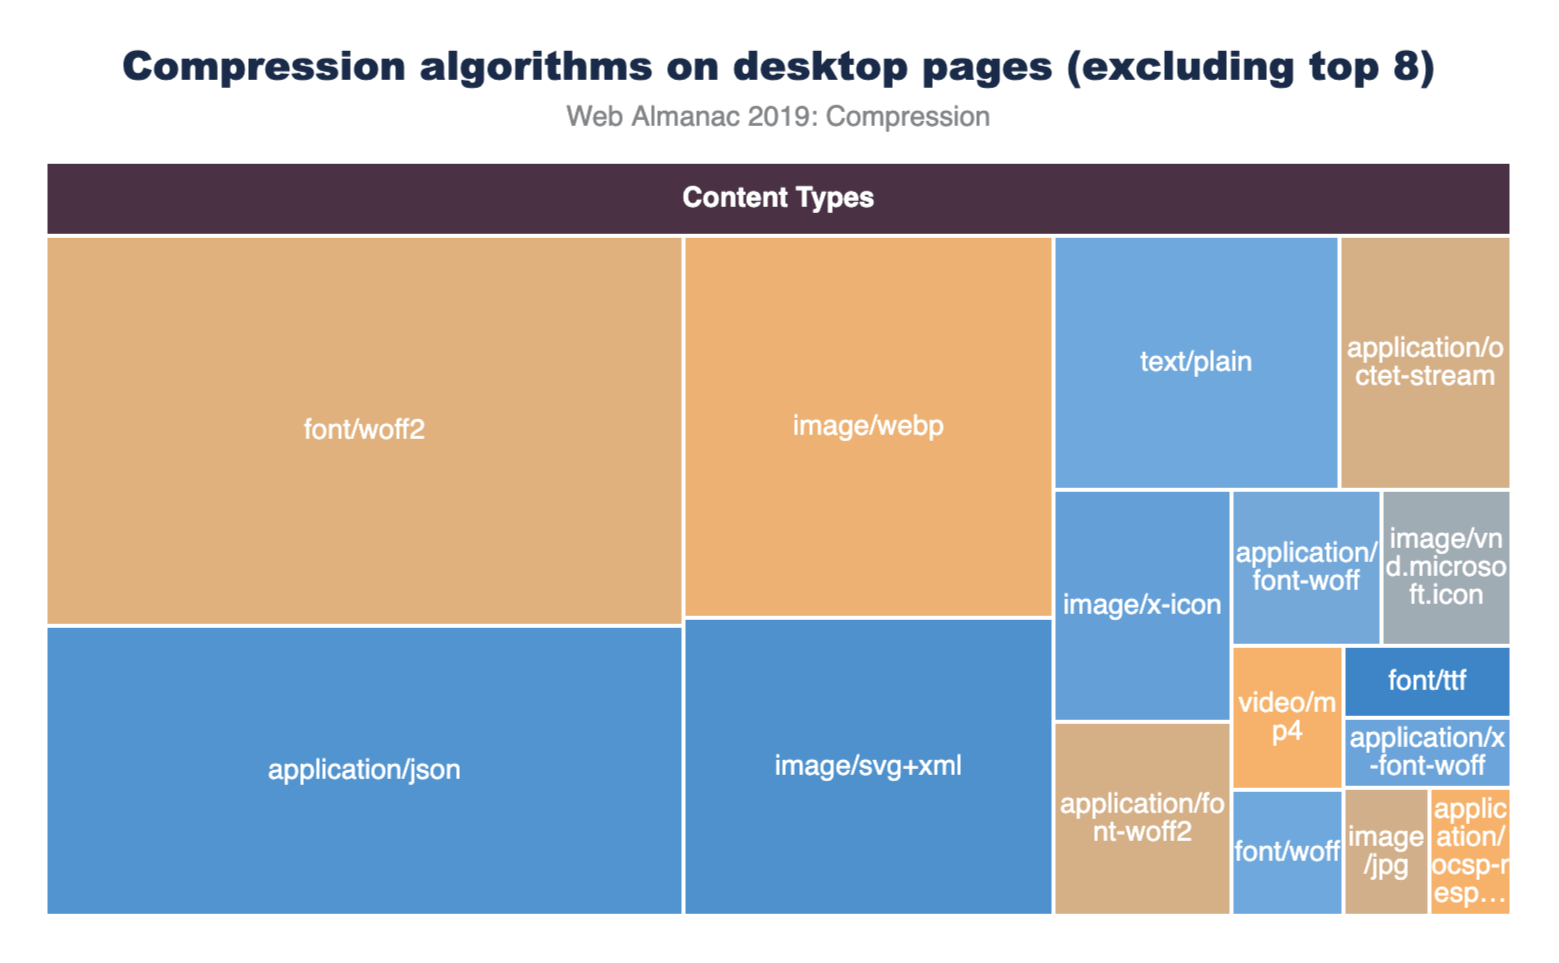 Compression algorithms on desktop pages (excluding top 8)
Web Almanac 2019: Compression
Content Types
font/woff2
application/json
image/webp
image/svg+xml
text/plain
application/o
ctet-stream
image/x-icon
application/
font-woff
image/vn
d.microso
ft.icon
application/fo
nt-woff2
video/m
p4
font/ttf
application/x
-font-woff
font/woff
image
/jpg
applic
ation/
ocsp-r
esp...